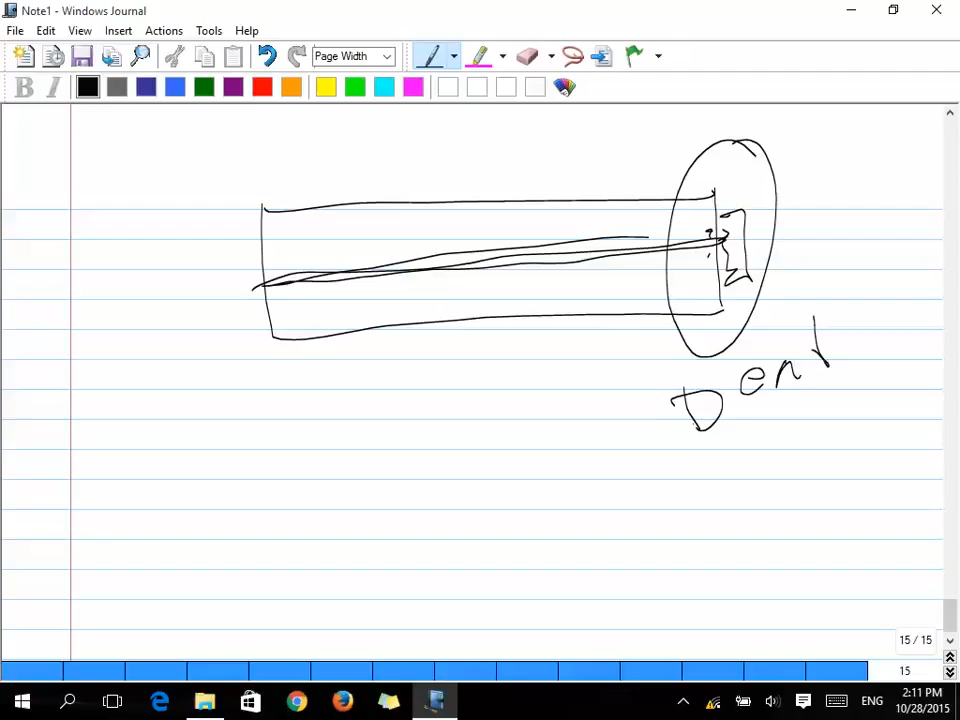 Note1 - Windows Journal
File Edit View Insert Actions Tools Help
Page Width
B I
15 / 15
15
ENG
2:11 PM
10/28/2015